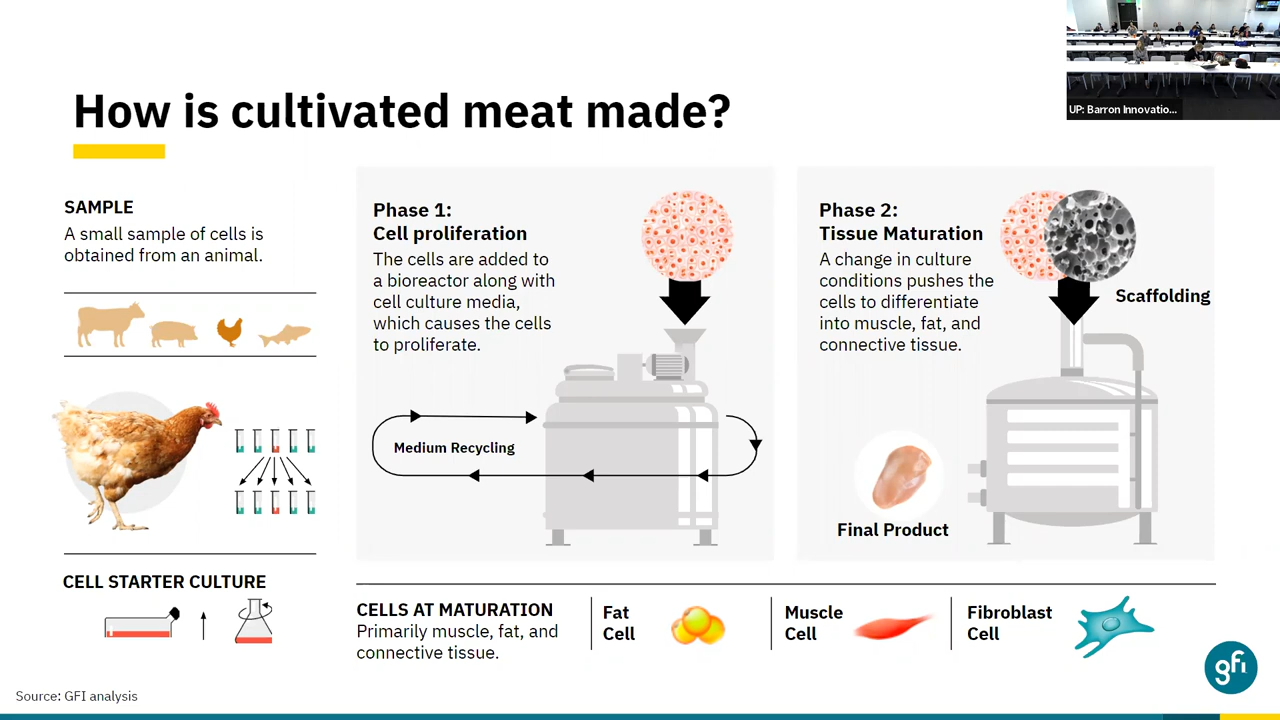 UP: Barron Innovatio...
How is cultivated meat made?
SAMPLE
A small sample of cells is
obtained from an animal.
CELL STARTER CULTURE
Phase 1:
Cell proliferation
The cells are added to
a bioreactor along with
cell culture media,
which causes the cells
to proliferate.
Medium Recycling
Phase 2:
Tissue Maturation
A change in culture
conditions pushes the
cells to differentiate
into muscle, fat, and
connective tissue.
Scaffolding
Final Product
CELLS AT MATURATION
Primarily muscle, fat, and
connective tissue.
Fat
Cell
Muscle
Cell
Fibroblast
Cell
gfi
Source: GFI analysis